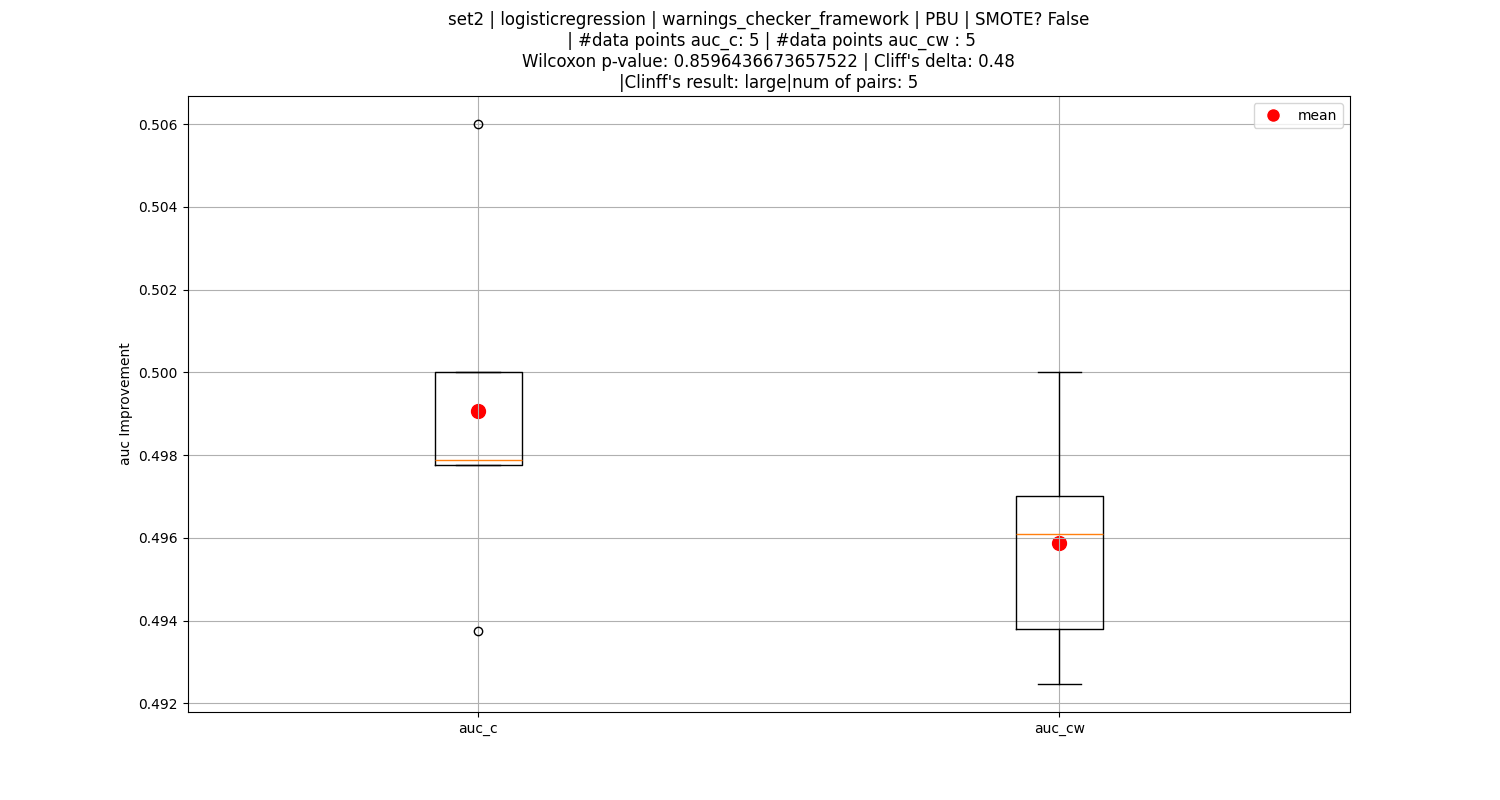 set2 | logisticregression | warnings_checker_framework | PBU | SMOTE? False
| #data points auc_c: 5 | #data points auc_cw : 5
Wilcoxon p-value: 0.8596436673657522 | Cliff's delta: 0.48
|Clinff's result: large|num of pairs: 5
mean
0.506
0.504
0.502
0.500
0.498
0.496
0.494
0.492
auc Improvement
auc_c
auc_cw